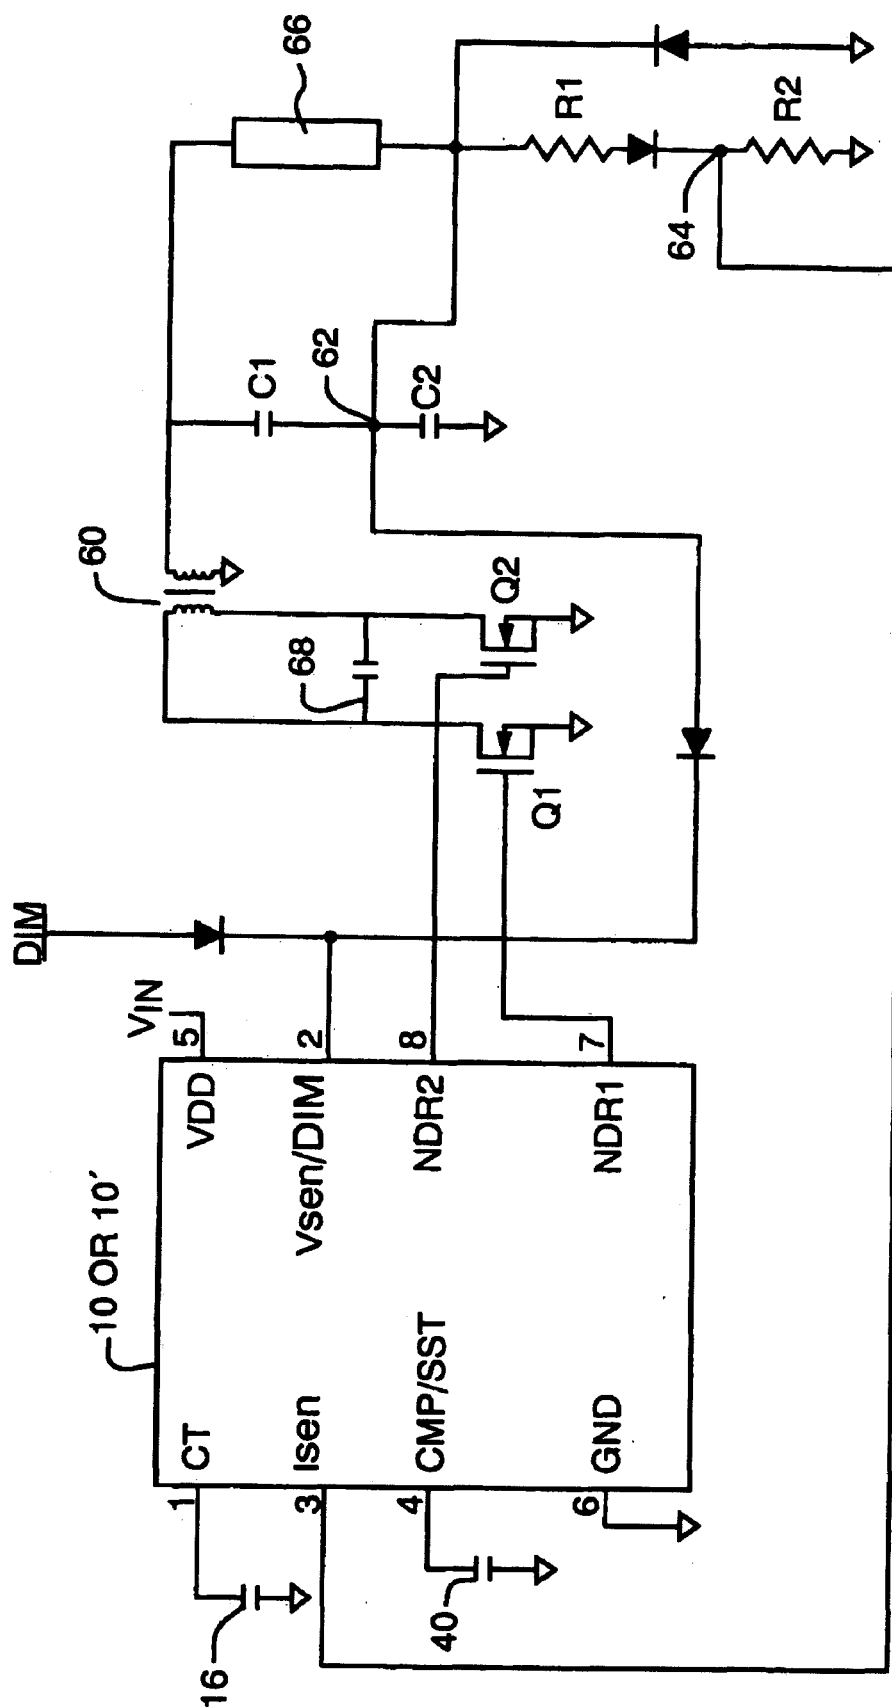 10 OR 10′
CT
Isen
CMP/SST
GND
VDD
Vsen/DIM
NDR2
NDR1
1
3
4
6
5
2
8
7
16
40
VIN
DIM
Q1
Q2
68
60
C1
62
C2
66
R1
64
R2